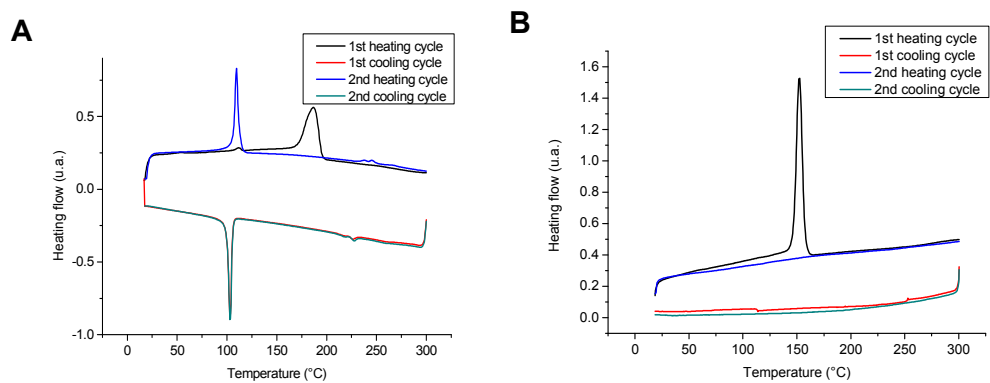 A
1st heating cycle
1st cooling cycle
2nd heating cycle
2nd cooling cycle
Heating flow (u.a.)
0.5
0.0
-0.5
-1.0
0 50 100 150 200 250 300
Temperature (°C)
B
1st heating cycle
1st cooling cycle
2nd heating cycle
2nd cooling cycle
Heating flow (u.a.)
1.6
1.4
1.2
1.0
0.8
0.6
0.4
0.2
0.0
0 50 100 150 200 250 300
Temperature (°C)